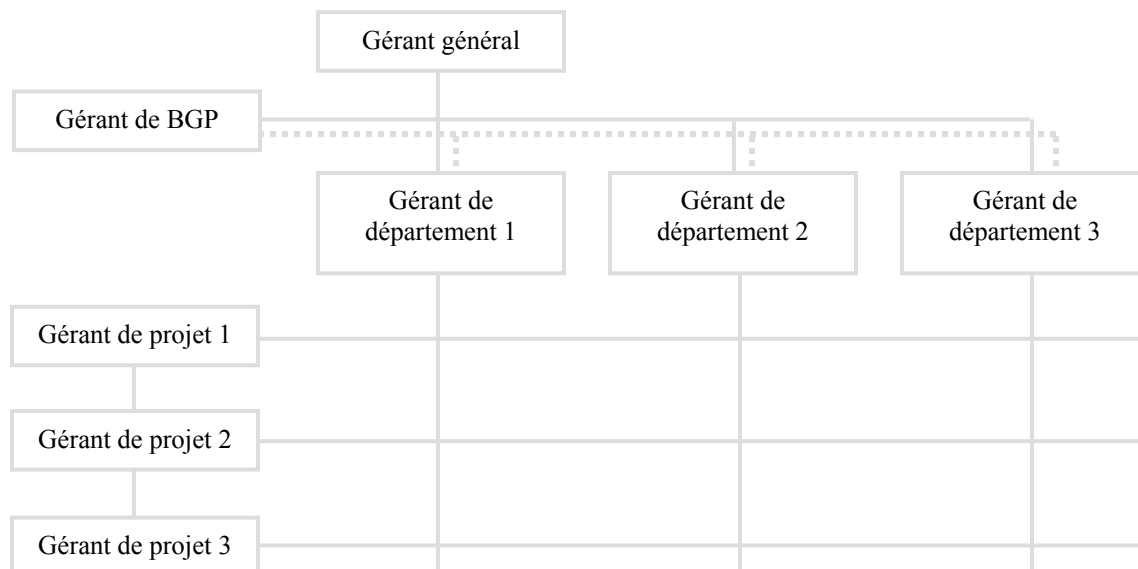 Gérant général
Gérant de BGP
Gérant de
département 1
Gérant de
département 2
Gérant de
département 3
Gérant de projet 1
Gérant de projet 2
Gérant de projet 3